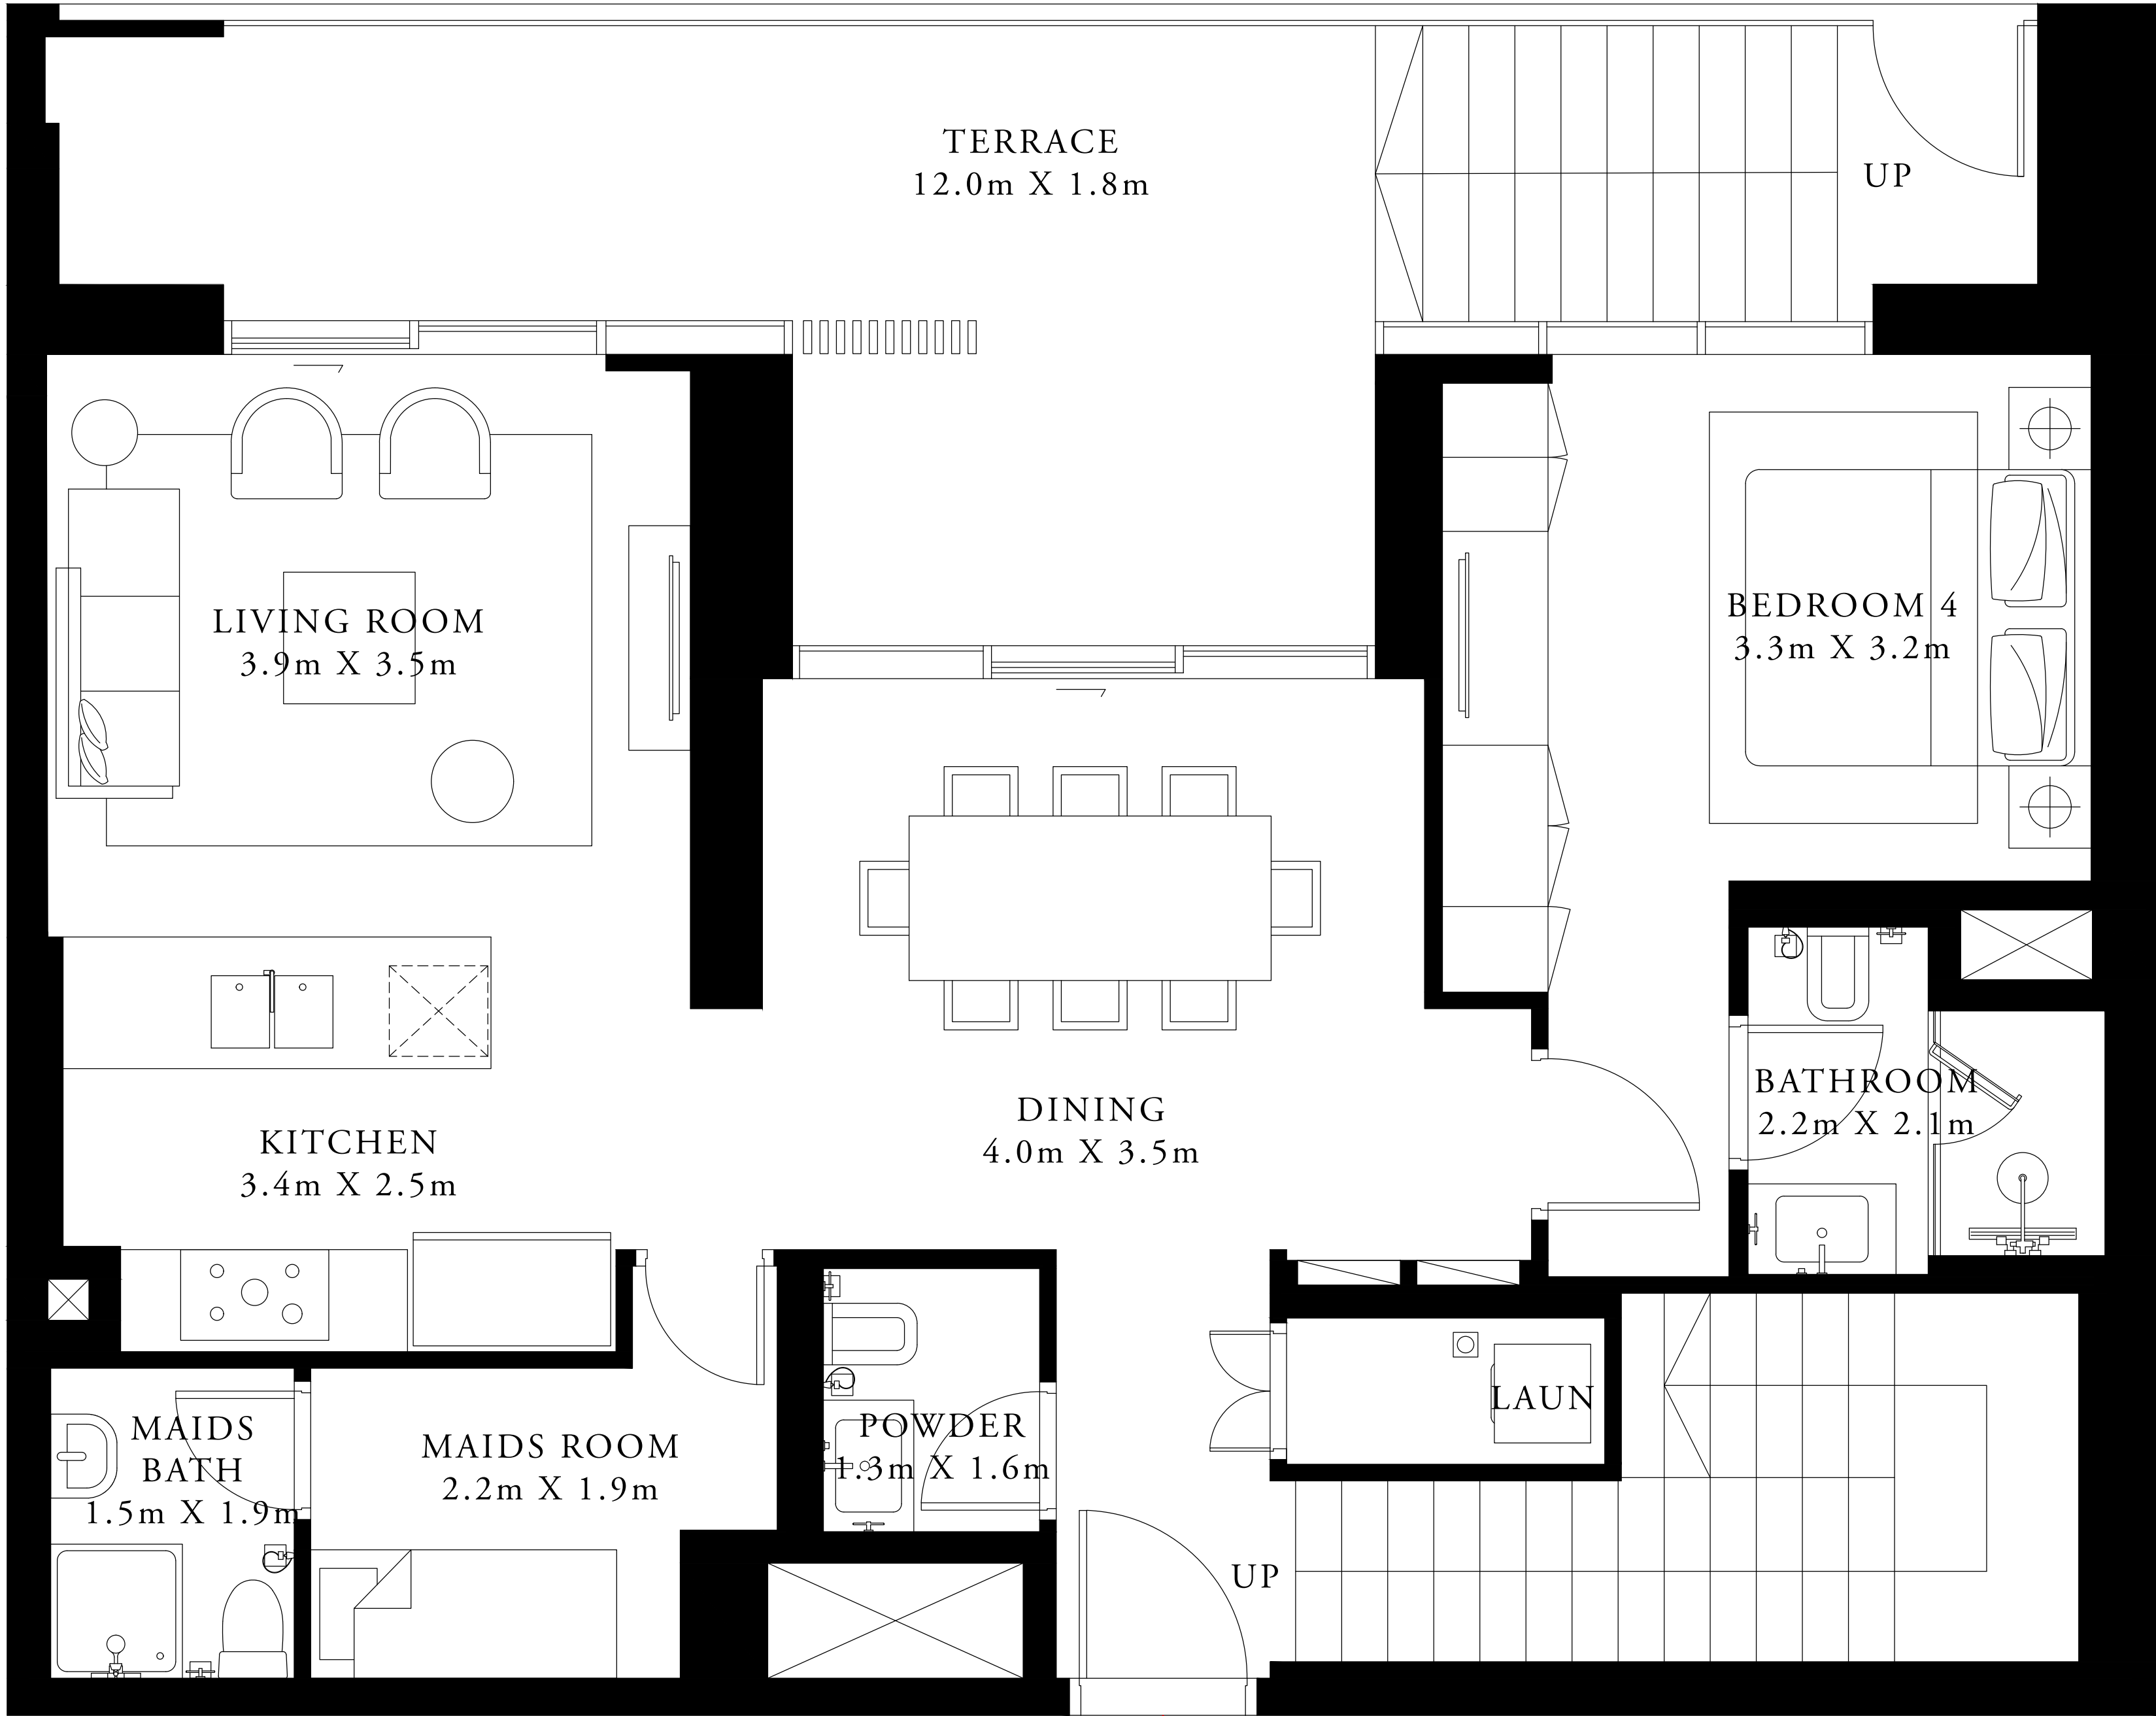 TERRACE
12.0m X 1.8m
UP
LIVING ROOM
3.9m X 3.5m
BEDROOM 4
3.3m X 3.2m
KITCHEN
3.4m X 2.5m
DINING
4.0m X 3.5m
BATHROOM
2.2m X 2.1m
MAIDS
BATH
1.5m X 1.9m
MAIDS ROOM
2.2m X 1.9m
POWDER
1.3m X 1.6m
LAUN
UP